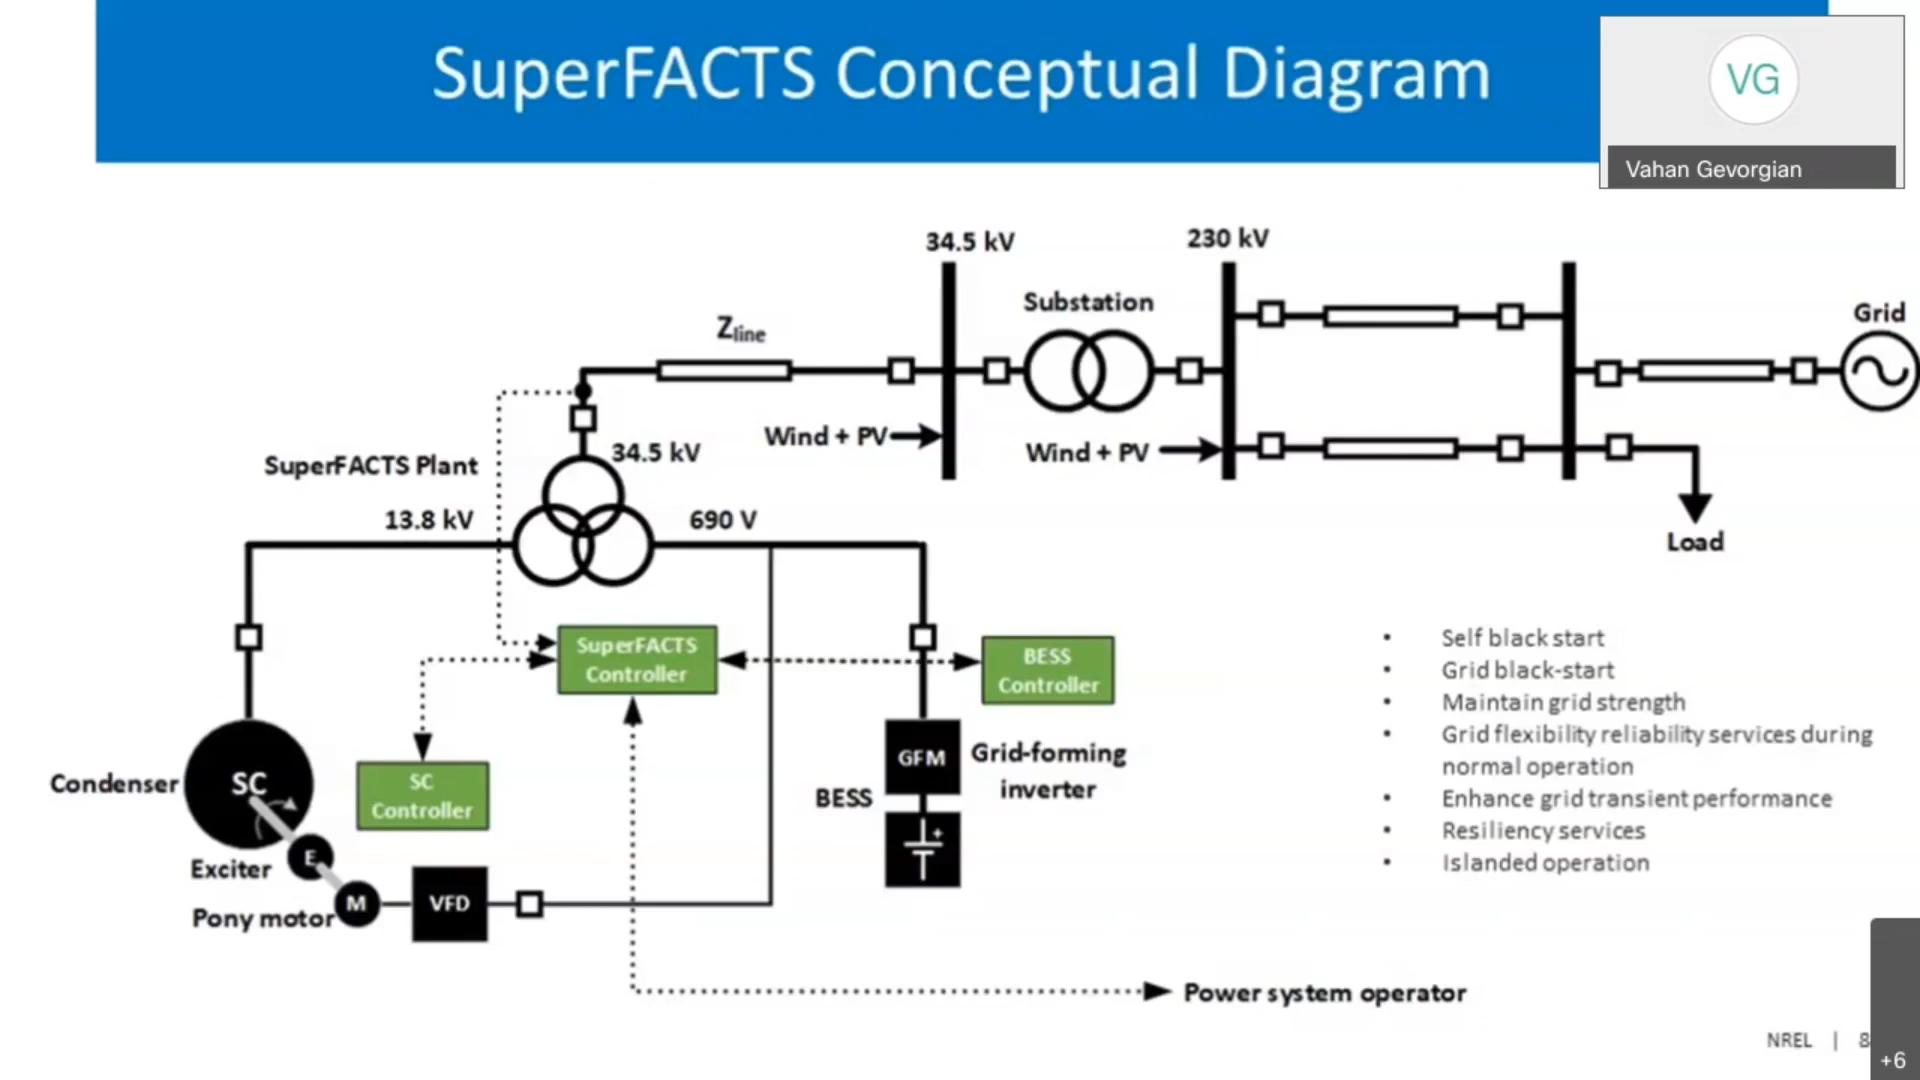 SuperFACTS Conceptual Diagram
VG
Vahan Gevorgian
34.5 kV
230 kV
Substation
Grid
Zline
Wind + PV
Wind + PV
34.5 kV
SuperFACTS Plant
13.8 kV
690 V
Load
SuperFACTS
Controller
BESS
Controller
Self black start
Grid black-start
Maintain grid strength
Grid flexibility reliability services during
normal operation
Enhance grid transient performance
Resiliency services
Islanded operation
Condenser
SC
SC
Controller
GFM
Grid-forming
inverter
BESS
+
Exciter
E
Pony motor
M
VFD
Power system operator
NREL | 8
+6